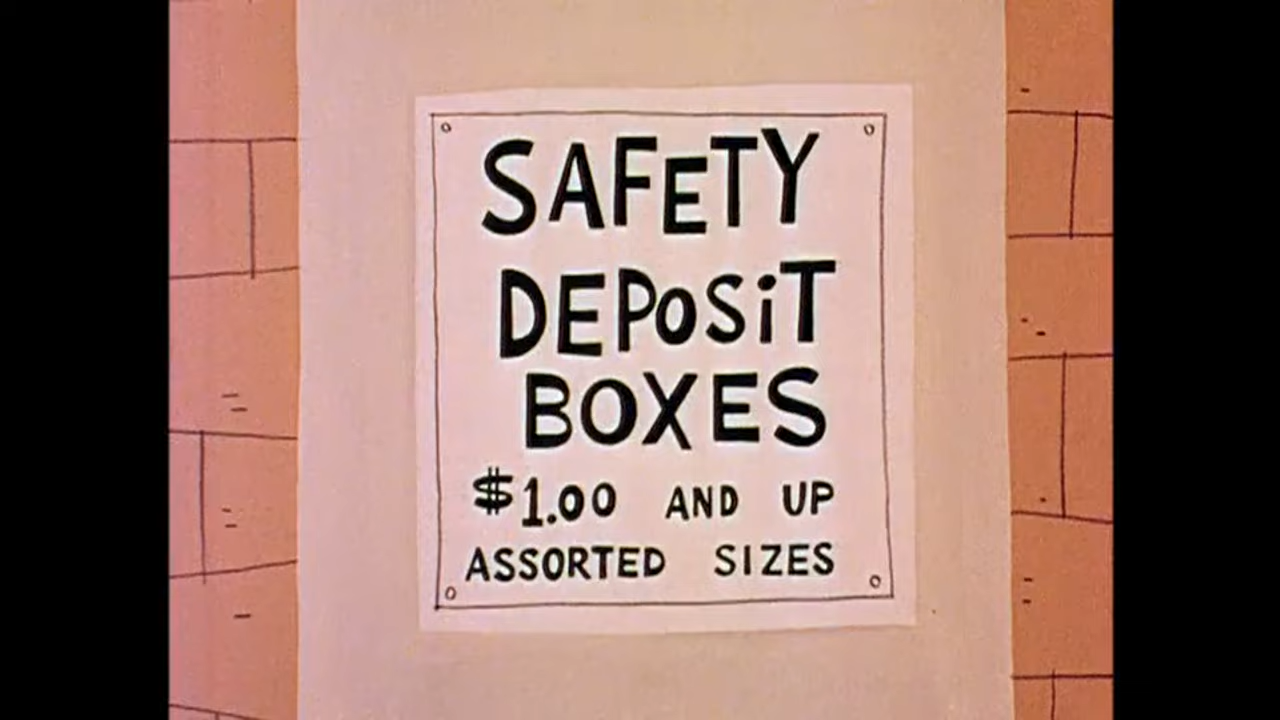 SAFETY
DEPOSiT
BOXES
$1.00 AND UP
ASSORTED SIZES